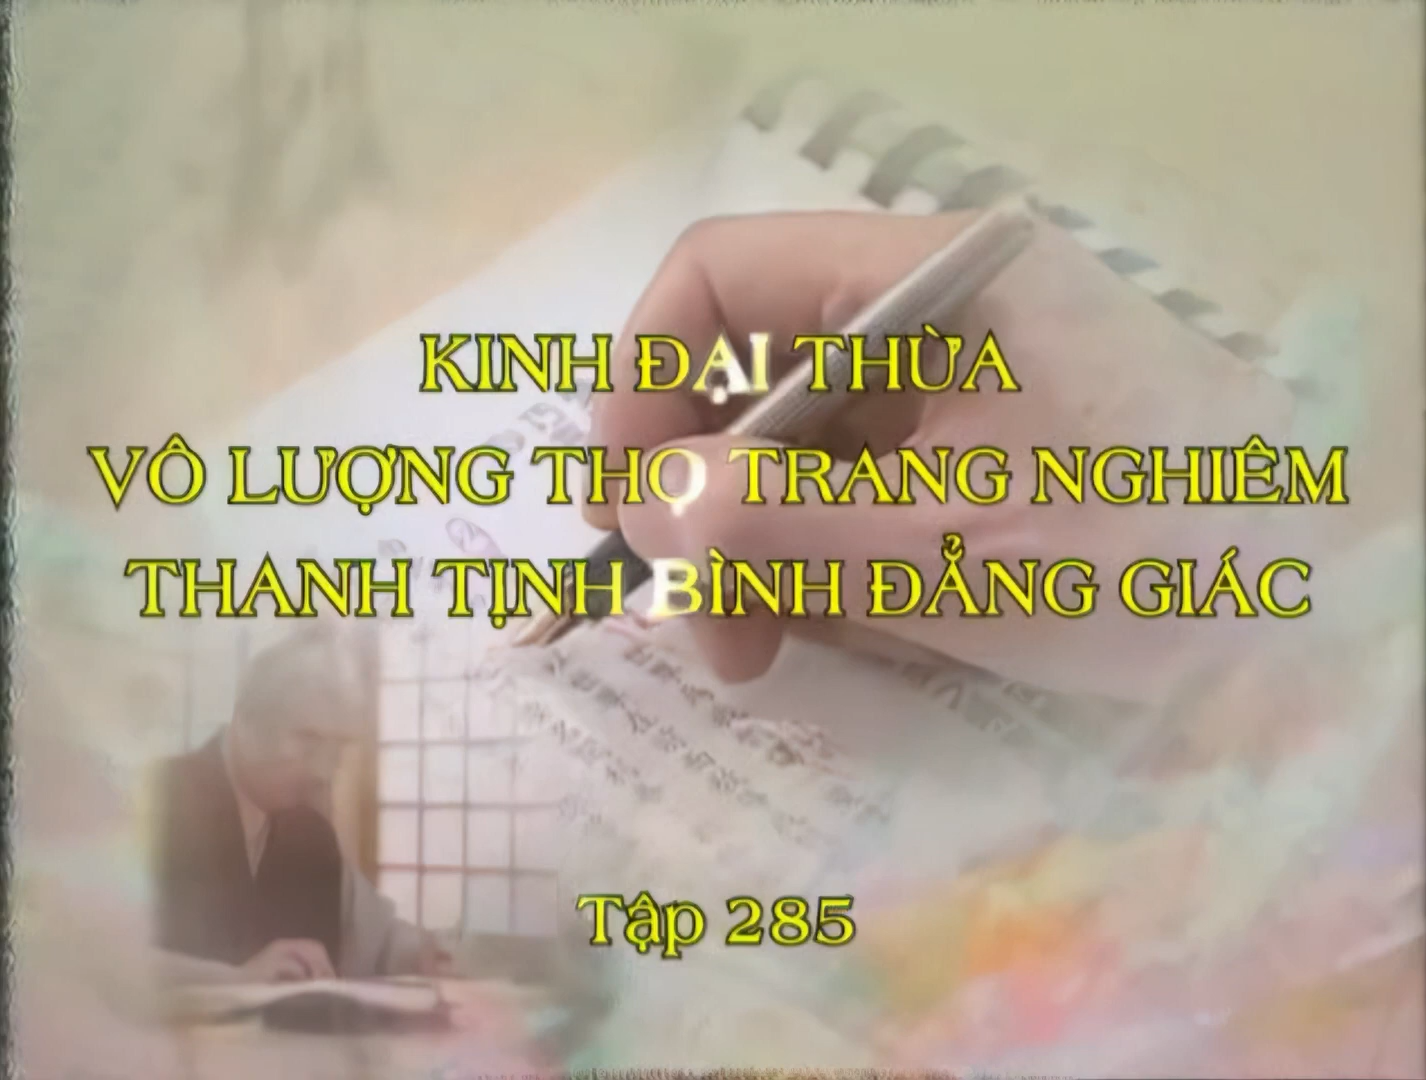 KINH ĐẠI THỪA
VÔ LƯỢNG THỌ TRANG NGHIÊM
THANH TỊNH BÌNH ĐẲNG GIÁC
Tập 285